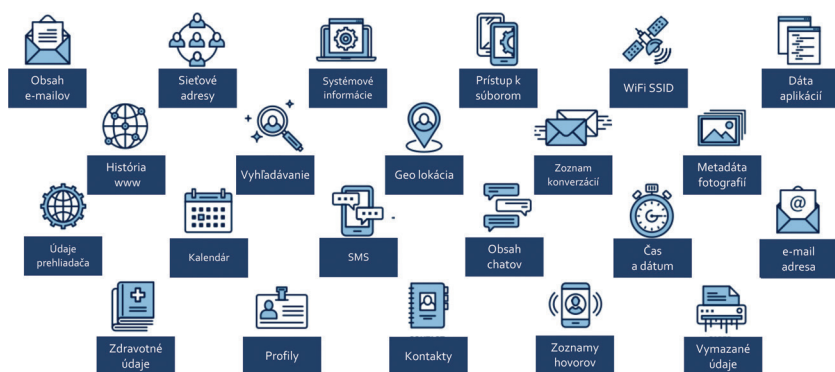 Obsah
e-mailov
Sieťové
adresy
Systémové
informácie
Prístup k
súborom
WiFi SSID
Dáta
aplikácií
História
www
Vyhľadávanie
Geo lokácia
Zoznam
konverzácií
Metadáta
fotografií
Údaje
prehliadača
Kalendár
SMS
Obsah
chatov
Čas
a dátum
@
e-mail
adresa
Zdravotné
údaje
Profily
Kontakty
Zoznamy
hovorov
Vymazané
údaje